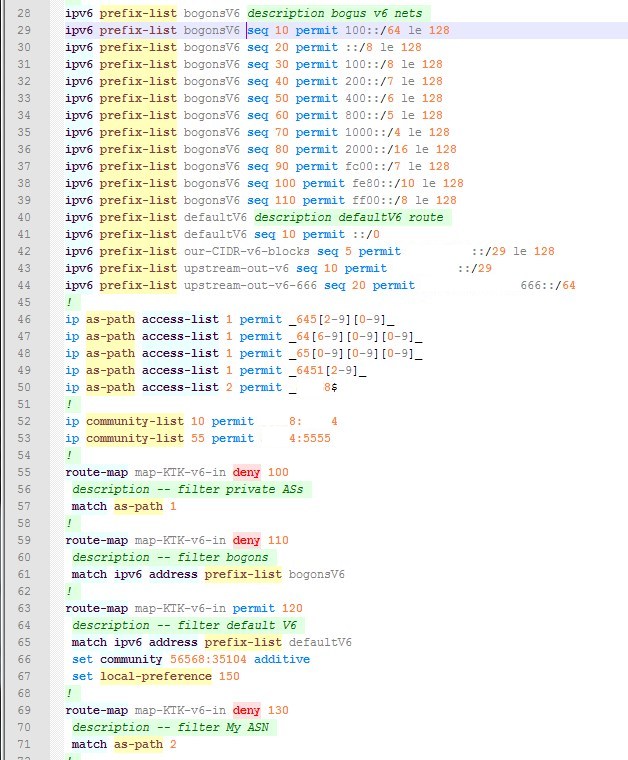 28 ipv6 prefix-list bogonsV6 description bogus v6 nets
29 ipv6 prefix-list bogonsV6 seq 10 permit 100::/64 le 128
30 ipv6 prefix-list bogonsV6 seq 20 permit ::/8 le 128
31 ipv6 prefix-list bogonsV6 seq 30 permit 100::/8 le 128
32 ipv6 prefix-list bogonsV6 seq 40 permit 200::/7 le 128
33 ipv6 prefix-list bogonsV6 seq 50 permit 400::/6 le 128
34 ipv6 prefix-list bogonsV6 seq 60 permit 800::/5 le 128
35 ipv6 prefix-list bogonsV6 seq 70 permit 1000::/4 le 128
36 ipv6 prefix-list bogonsV6 seq 80 permit 2000::/16 le 128
37 ipv6 prefix-list bogonsV6 seq 90 permit fc00::/7 le 128
38 ipv6 prefix-list bogonsV6 seq 100 permit fe80::/10 le 128
39 ipv6 prefix-list bogonsV6 seq 110 permit ff00::/8 le 128
40 ipv6 prefix-list defaultV6 description defaultV6 route
41 ipv6 prefix-list defaultV6 seq 10 permit ::/0
42 ipv6 prefix-list our-CIDR-v6-blocks seq 5 permit ::/29 le 128
43 ipv6 prefix-list upstream-out-v6 seq 10 permit ::/29
44 ipv6 prefix-list upstream-out-v6-666 seq 20 permit 666::/64
45 !
46 ip as-path access-list 1 permit _645[2-9][0-9]_
47 ip as-path access-list 1 permit _64[6-9][0-9][0-9]_
48 ip as-path access-list 1 permit _65[0-9][0-9][0-9]_
49 ip as-path access-list 1 permit _6451[2-9]_
50 ip as-path access-list 2 permit _ 8$
51 !
52 ip community-list 10 permit 8: 4
53 ip community-list 55 permit 4:5555
54 !
55 route-map map-KTK-v6-in deny 100
56 description -- filter private ASs
57 match as-path 1
58 !
59 route-map map-KTK-v6-in deny 110
60 description -- filter bogons
61 match ipv6 address prefix-list bogonsV6
62 !
63 route-map map-KTK-v6-in permit 120
64 description -- filter default V6
65 match ipv6 address prefix-list defaultV6
66 set community 56568:35104 additive
67 set local-preference 150
68 !
69 route-map map-KTK-v6-in deny 130
70 description -- filter My ASN
71 match as-path 2